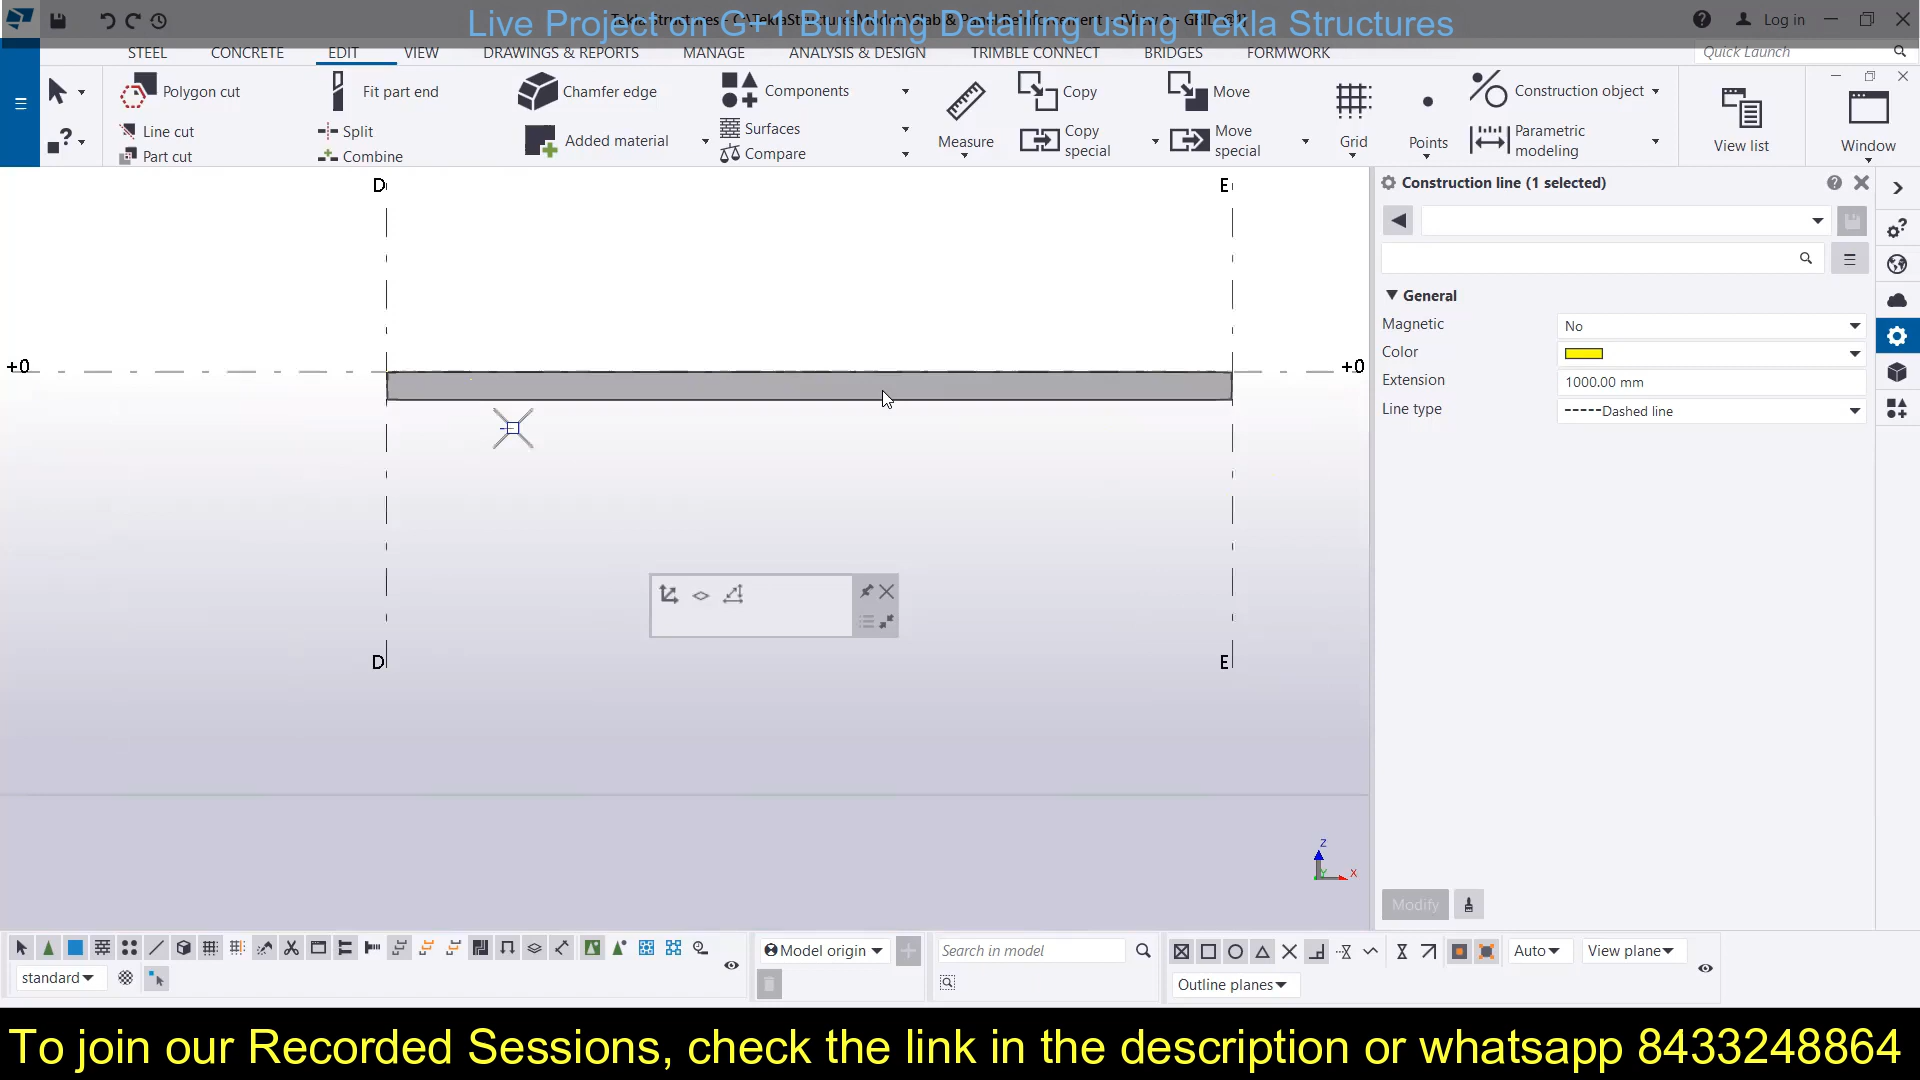 Live Project on G+1 Building Detailing using Tekla Structures
Log in
STEEL CONCRETE EDIT VIEW DRAWINGS & REPORTS MANAGE ANALYSIS & DESIGN TRIMBLE CONNECT BRIDGES FORMWORK
Quick Launch
Polygon cut
Line cut
Part cut
Fit part end
Split
Combine
Chamfer edge
Added material
Components
Surfaces
Compare
Measure
Copy
Copy special
Move
Move special
Grid
Points
Construction object
Parametric modeling
View list
Window
D E
+0 +0
D E
Z
X
Construction line (1 selected)
General
Magnetic No
Color
Extension 1000.00 mm
Line type Dashed line
Modify
Model origin
Search in model
Auto
View plane
standard
Outline planes
To join our Recorded Sessions, check the link in the description or whatsapp 8433248864